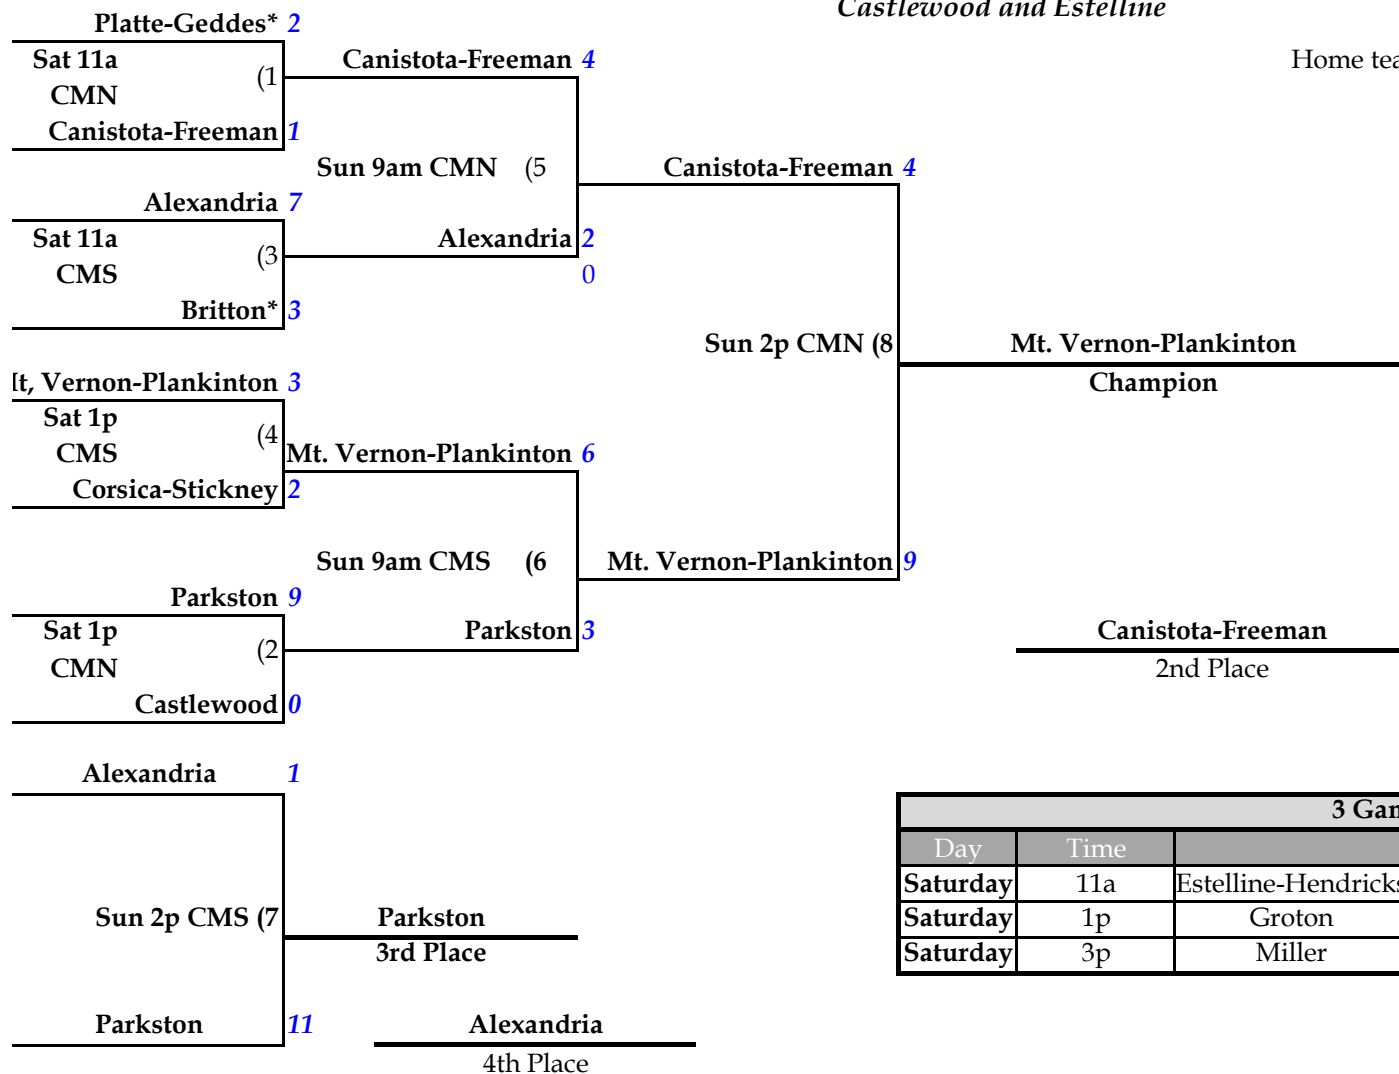 Castlewood and Estelline
Platte-Geddes* 2
Sat 11a
CMN
(1
Canistota-Freeman 1
Canistota-Freeman 4
Home tea
Sun 9am CMN (5
Canistota-Freeman 4
Alexandria 7
Sat 11a
CMS
(3
Britton* 3
Alexandria 2
0
Sun 2p CMN (8
Mt. Vernon-Plankinton
Champion
t, Vernon-Plankinton 3
Sat 1p
CMS
(4
Corsica-Stickney 2
Mt. Vernon-Plankinton 6
Sun 9am CMS (6
Mt. Vernon-Plankinton 9
Parkston 9
Sat 1p
CMN
(2
Castlewood 0
Parkston 3
Canistota-Freeman
2nd Place
Alexandria 1
Sun 2p CMS (7
Parkston
3rd Place
Parkston 11
Alexandria
4th Place
3 Gam
Day Time
Saturday 11a Estelline-Hendricks
Saturday 1p Groton
Saturday 3p Miller